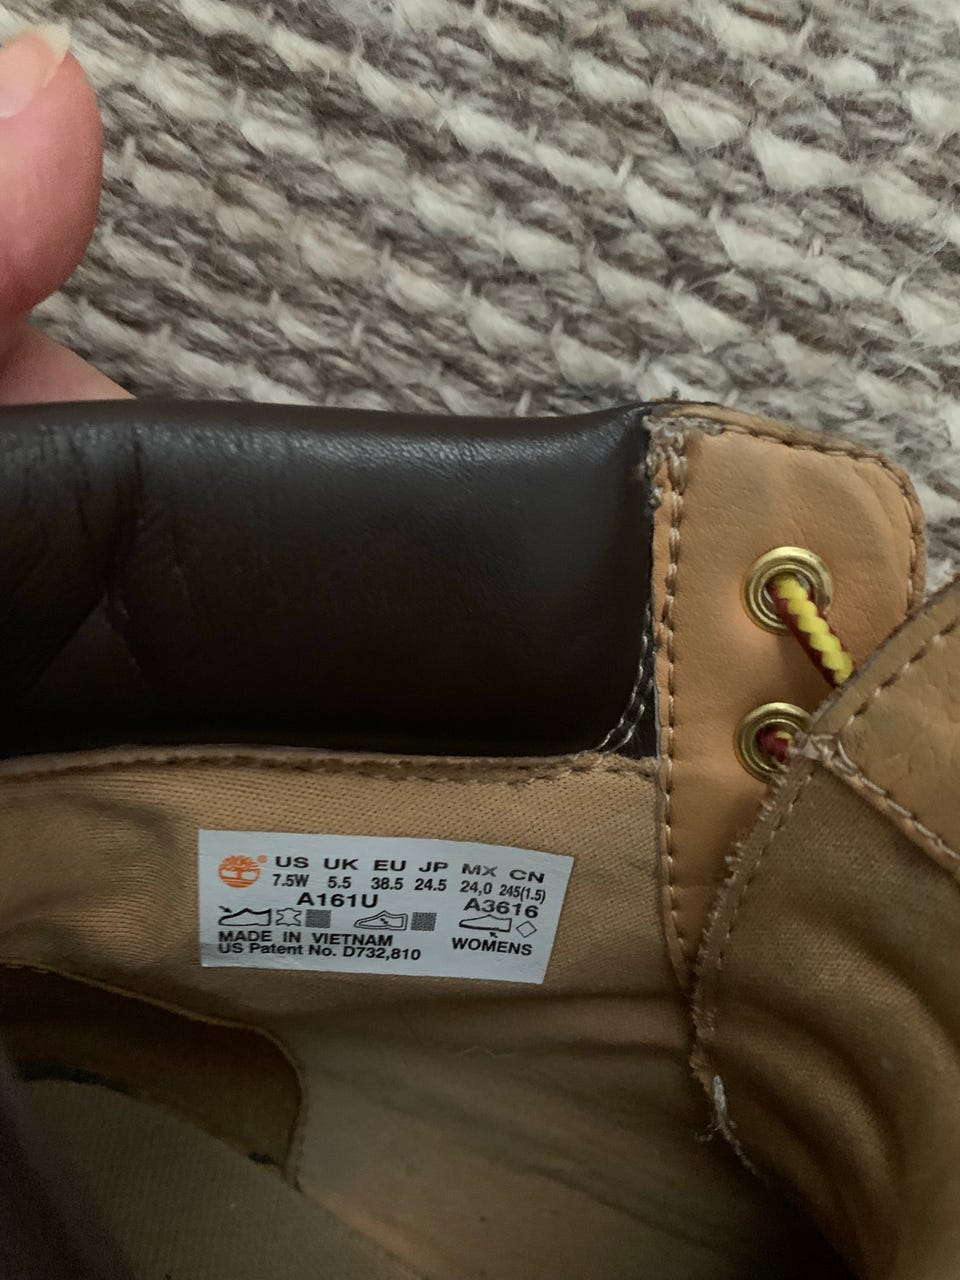 ® US UK EU JP MX CN
7.5W 5.5 38.5 24.5 24,0 245(1.5)
A161U A3616
MADE IN VIETNAM
US Patent No. D732,810 WOMENS